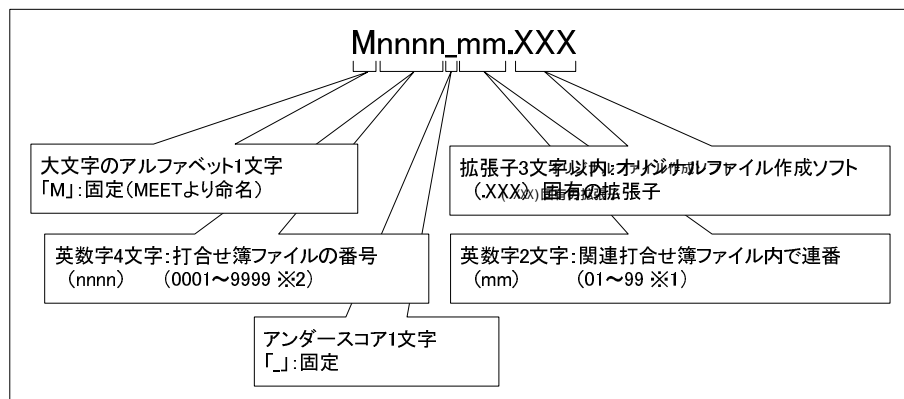 Mnnnn_mm.XXX
大文字のアルファベット1文字
「M」:固定(MEETより命名)
拡張子3文字以内:オリジナルファイル作成ソフト
(.XXX) 固有の拡張子
英数字4文字:打合せ簿ファイルの番号
(nnnn) (0001～9999 ※2)
英数字2文字:関連打合せ簿ファイル内で連番
(mm) (01～99 ※1)
アンダースコア1文字
「_」:固定